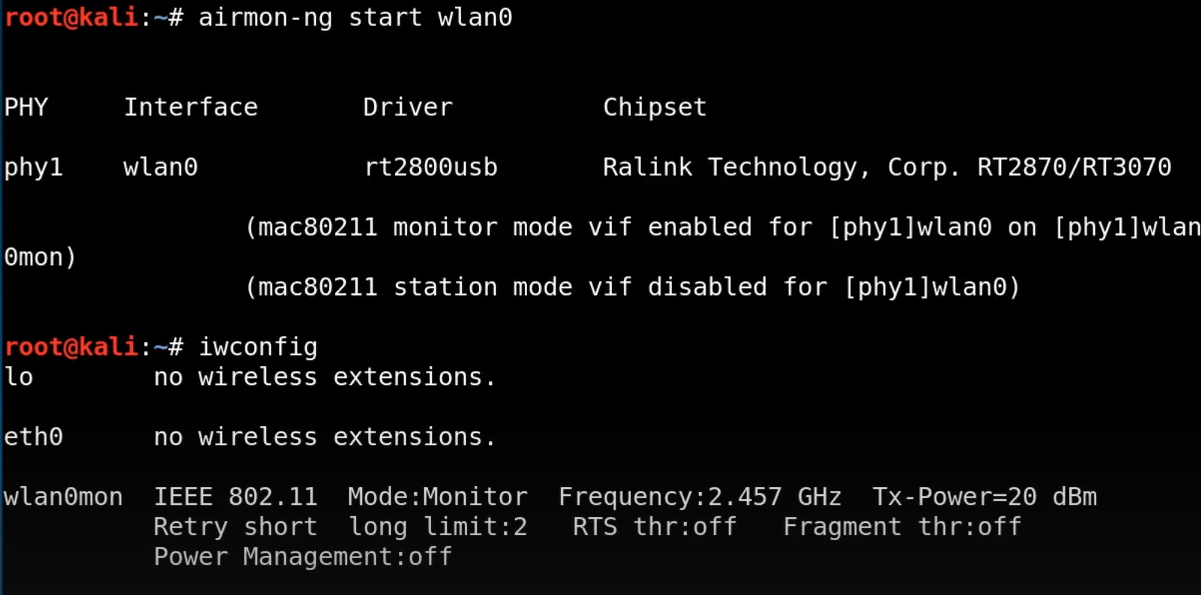 root@kali:~# airmon-ng start wlan0
PHY     Interface       Driver          Chipset
phy1    wlan0           rt2800usb       Ralink Technology, Corp. RT2870/RT3070
                (mac80211 monitor mode vif enabled for [phy1]wlan0 on [phy1]wlan
0mon)
                (mac80211 station mode vif disabled for [phy1]wlan0)
root@kali:~# iwconfig
lo        no wireless extensions.
eth0      no wireless extensions.
wlan0mon  IEEE 802.11  Mode:Monitor  Frequency:2.457 GHz  Tx-Power=20 dBm
          Retry short  long limit:2   RTS thr:off   Fragment thr:off
          Power Management:off